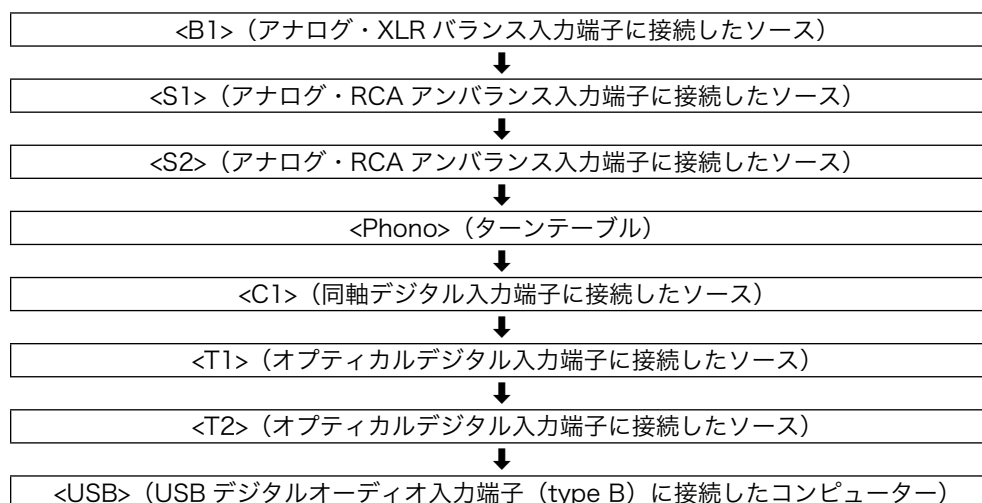 <B1>（アナログ・XLR バランス入力端子に接続したソース）
<S1>（アナログ・RCA アンバランス入力端子に接続したソース）
<S2>（アナログ・RCA アンバランス入力端子に接続したソース）
<Phono>（ターンテーブル）
<C1>（同軸デジタル入力端子に接続したソース）
<T1>（オプティカルデジタル入力端子に接続したソース）
<T2>（オプティカルデジタル入力端子に接続したソース）
<USB>（USB デジタルオーディオ入力端子（type B）に接続したコンピューター）